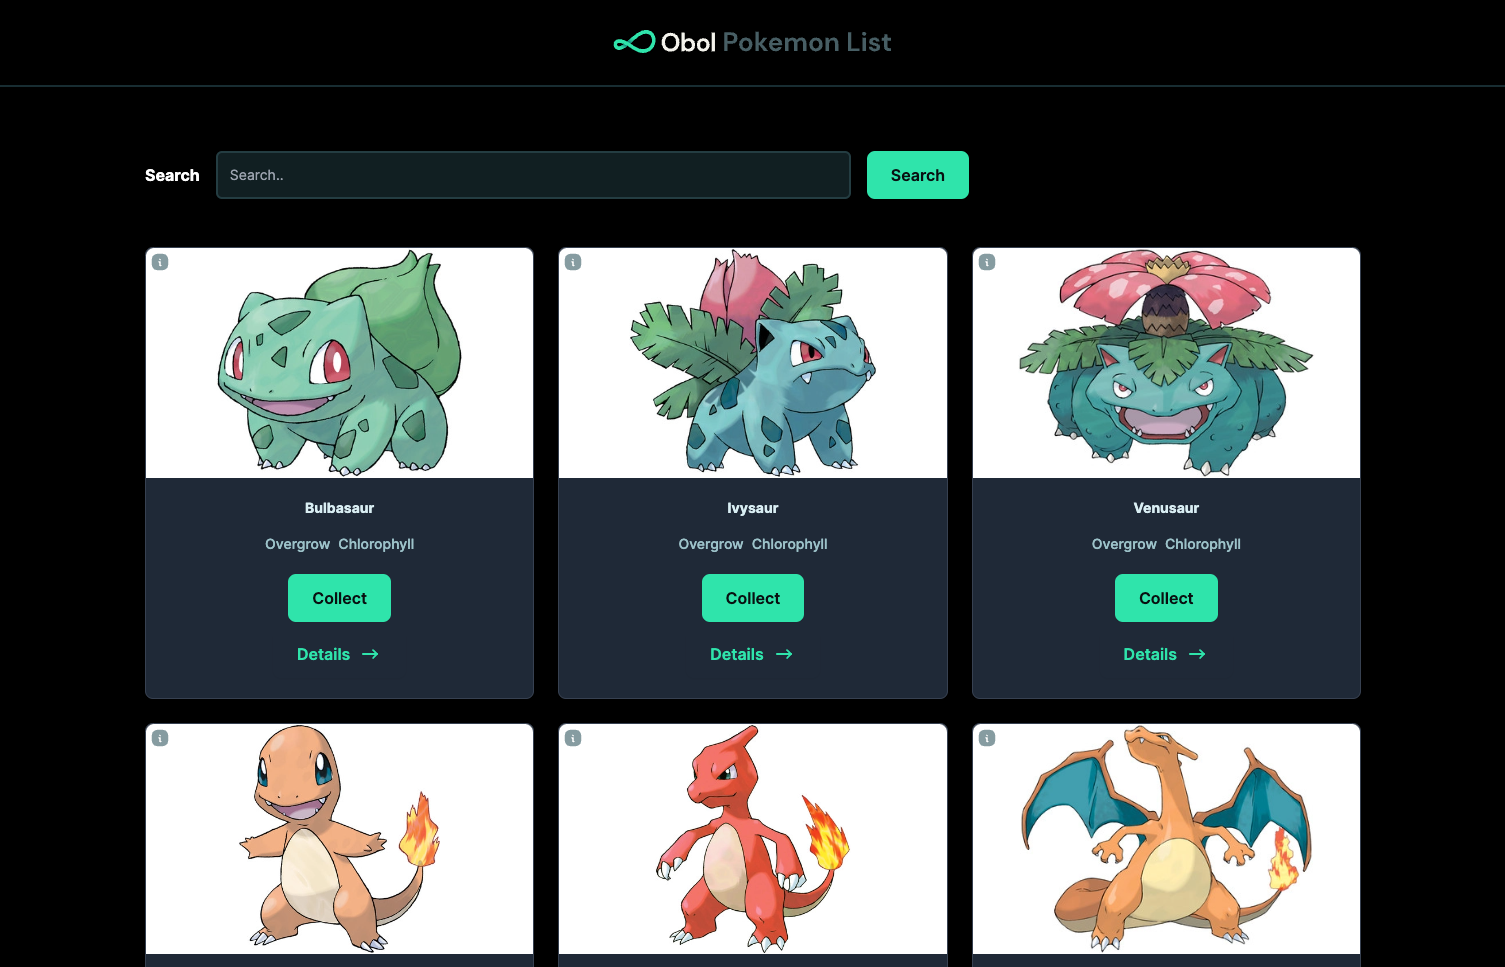 Obol Pokemon List
Search Search.. Search
i i i
Bulbasaur Ivysaur Venusaur
Overgrow Chlorophyll Overgrow Chlorophyll Overgrow Chlorophyll
Collect Collect Collect
Details → Details → Details →
i i i